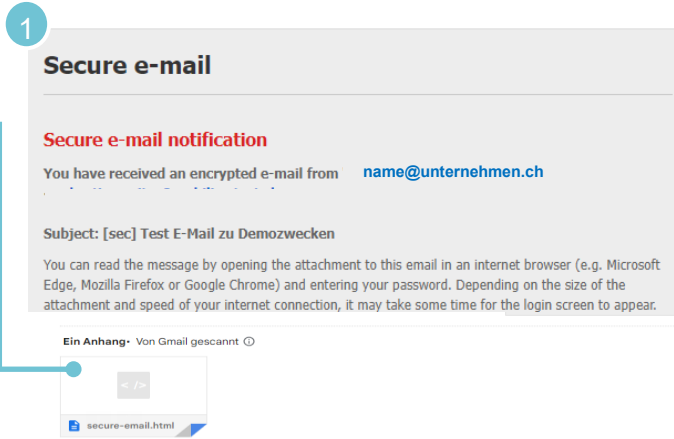 1
Secure e-mail
Secure e-mail notification
You have received an encrypted e-mail from name@unternehmen.ch
Subject: [sec] Test E-Mail zu Demozwecken
You can read the message by opening the attachment to this email in an internet browser (e.g. Microsoft
Edge, Mozilla Firefox or Google Chrome) and entering your password. Depending on the size of the
attachment and speed of your internet connection, it may take some time for the login screen to appear.
Ein Anhang• Von Gmail gescannt
</>
secure-email.html